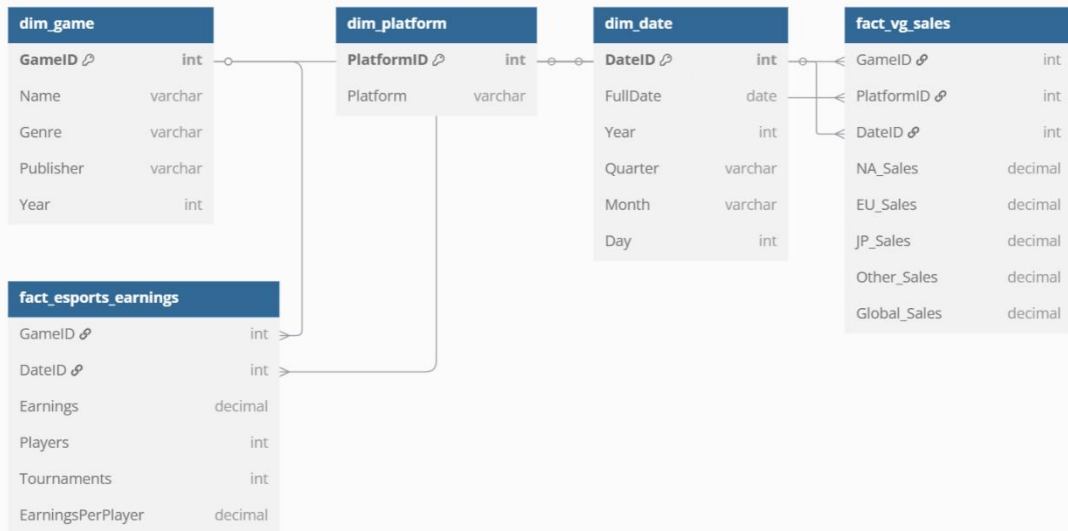 dim_game
GameID int
Name varchar
Genre varchar
Publisher varchar
Year int
dim_platform
PlatformID int
Platform varchar
dim_date
DateID int
FullDate date
Year int
Quarter varchar
Month varchar
Day int
fact_vg_sales
GameID int
PlatformID int
DateID int
NA_Sales decimal
EU_Sales decimal
JP_Sales decimal
Other_Sales decimal
Global_Sales decimal
fact_esports_earnings
GameID int
DateID int
Earnings decimal
Players int
Tournaments int
EarningsPerPlayer decimal